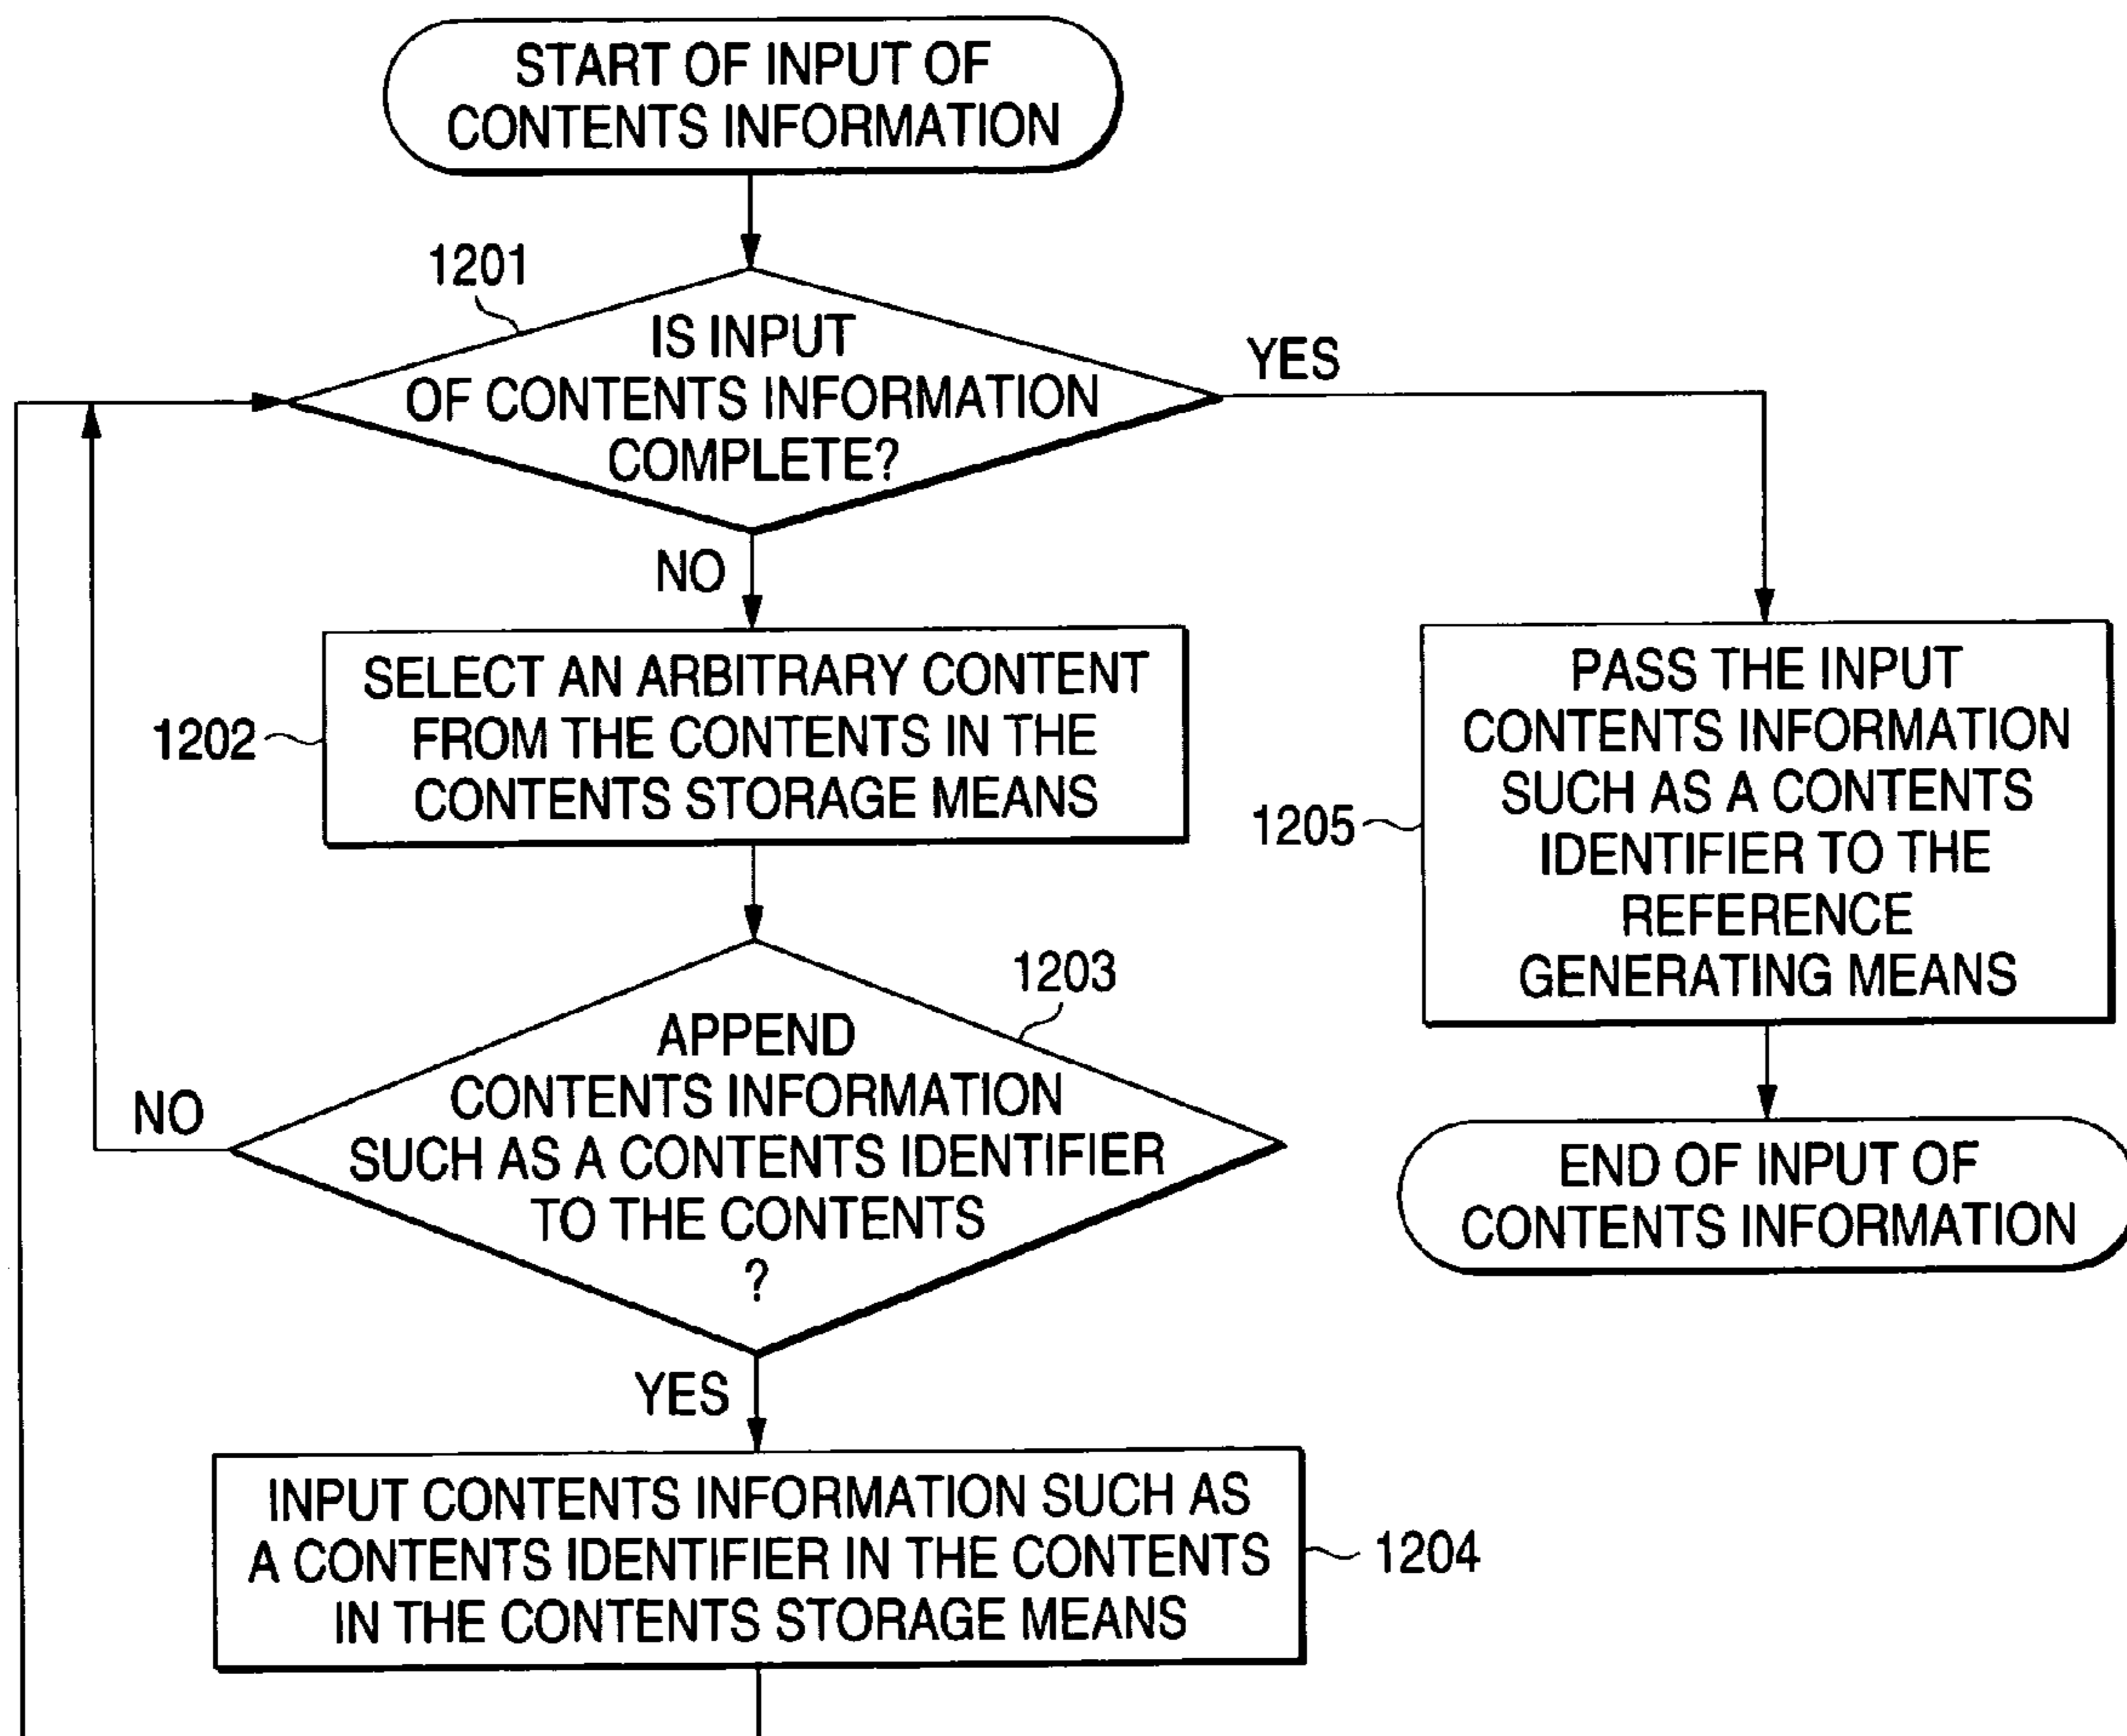 START OF INPUT OF
CONTENTS INFORMATION
1201
IS INPUT
OF CONTENTS INFORMATION
COMPLETE?
YES
NO
SELECT AN ARBITRARY CONTENT
FROM THE CONTENTS IN THE
CONTENTS STORAGE MEANS
1202
1203
APPEND
CONTENTS INFORMATION
SUCH AS A CONTENTS IDENTIFIER
TO THE CONTENTS
?
NO
YES
INPUT CONTENTS INFORMATION SUCH AS
A CONTENTS IDENTIFIER IN THE CONTENTS
IN THE CONTENTS STORAGE MEANS
1204
PASS THE INPUT
CONTENTS INFORMATION
SUCH AS A CONTENTS
IDENTIFIER TO THE
REFERENCE
GENERATING MEANS
1205
END OF INPUT OF
CONTENTS INFORMATION